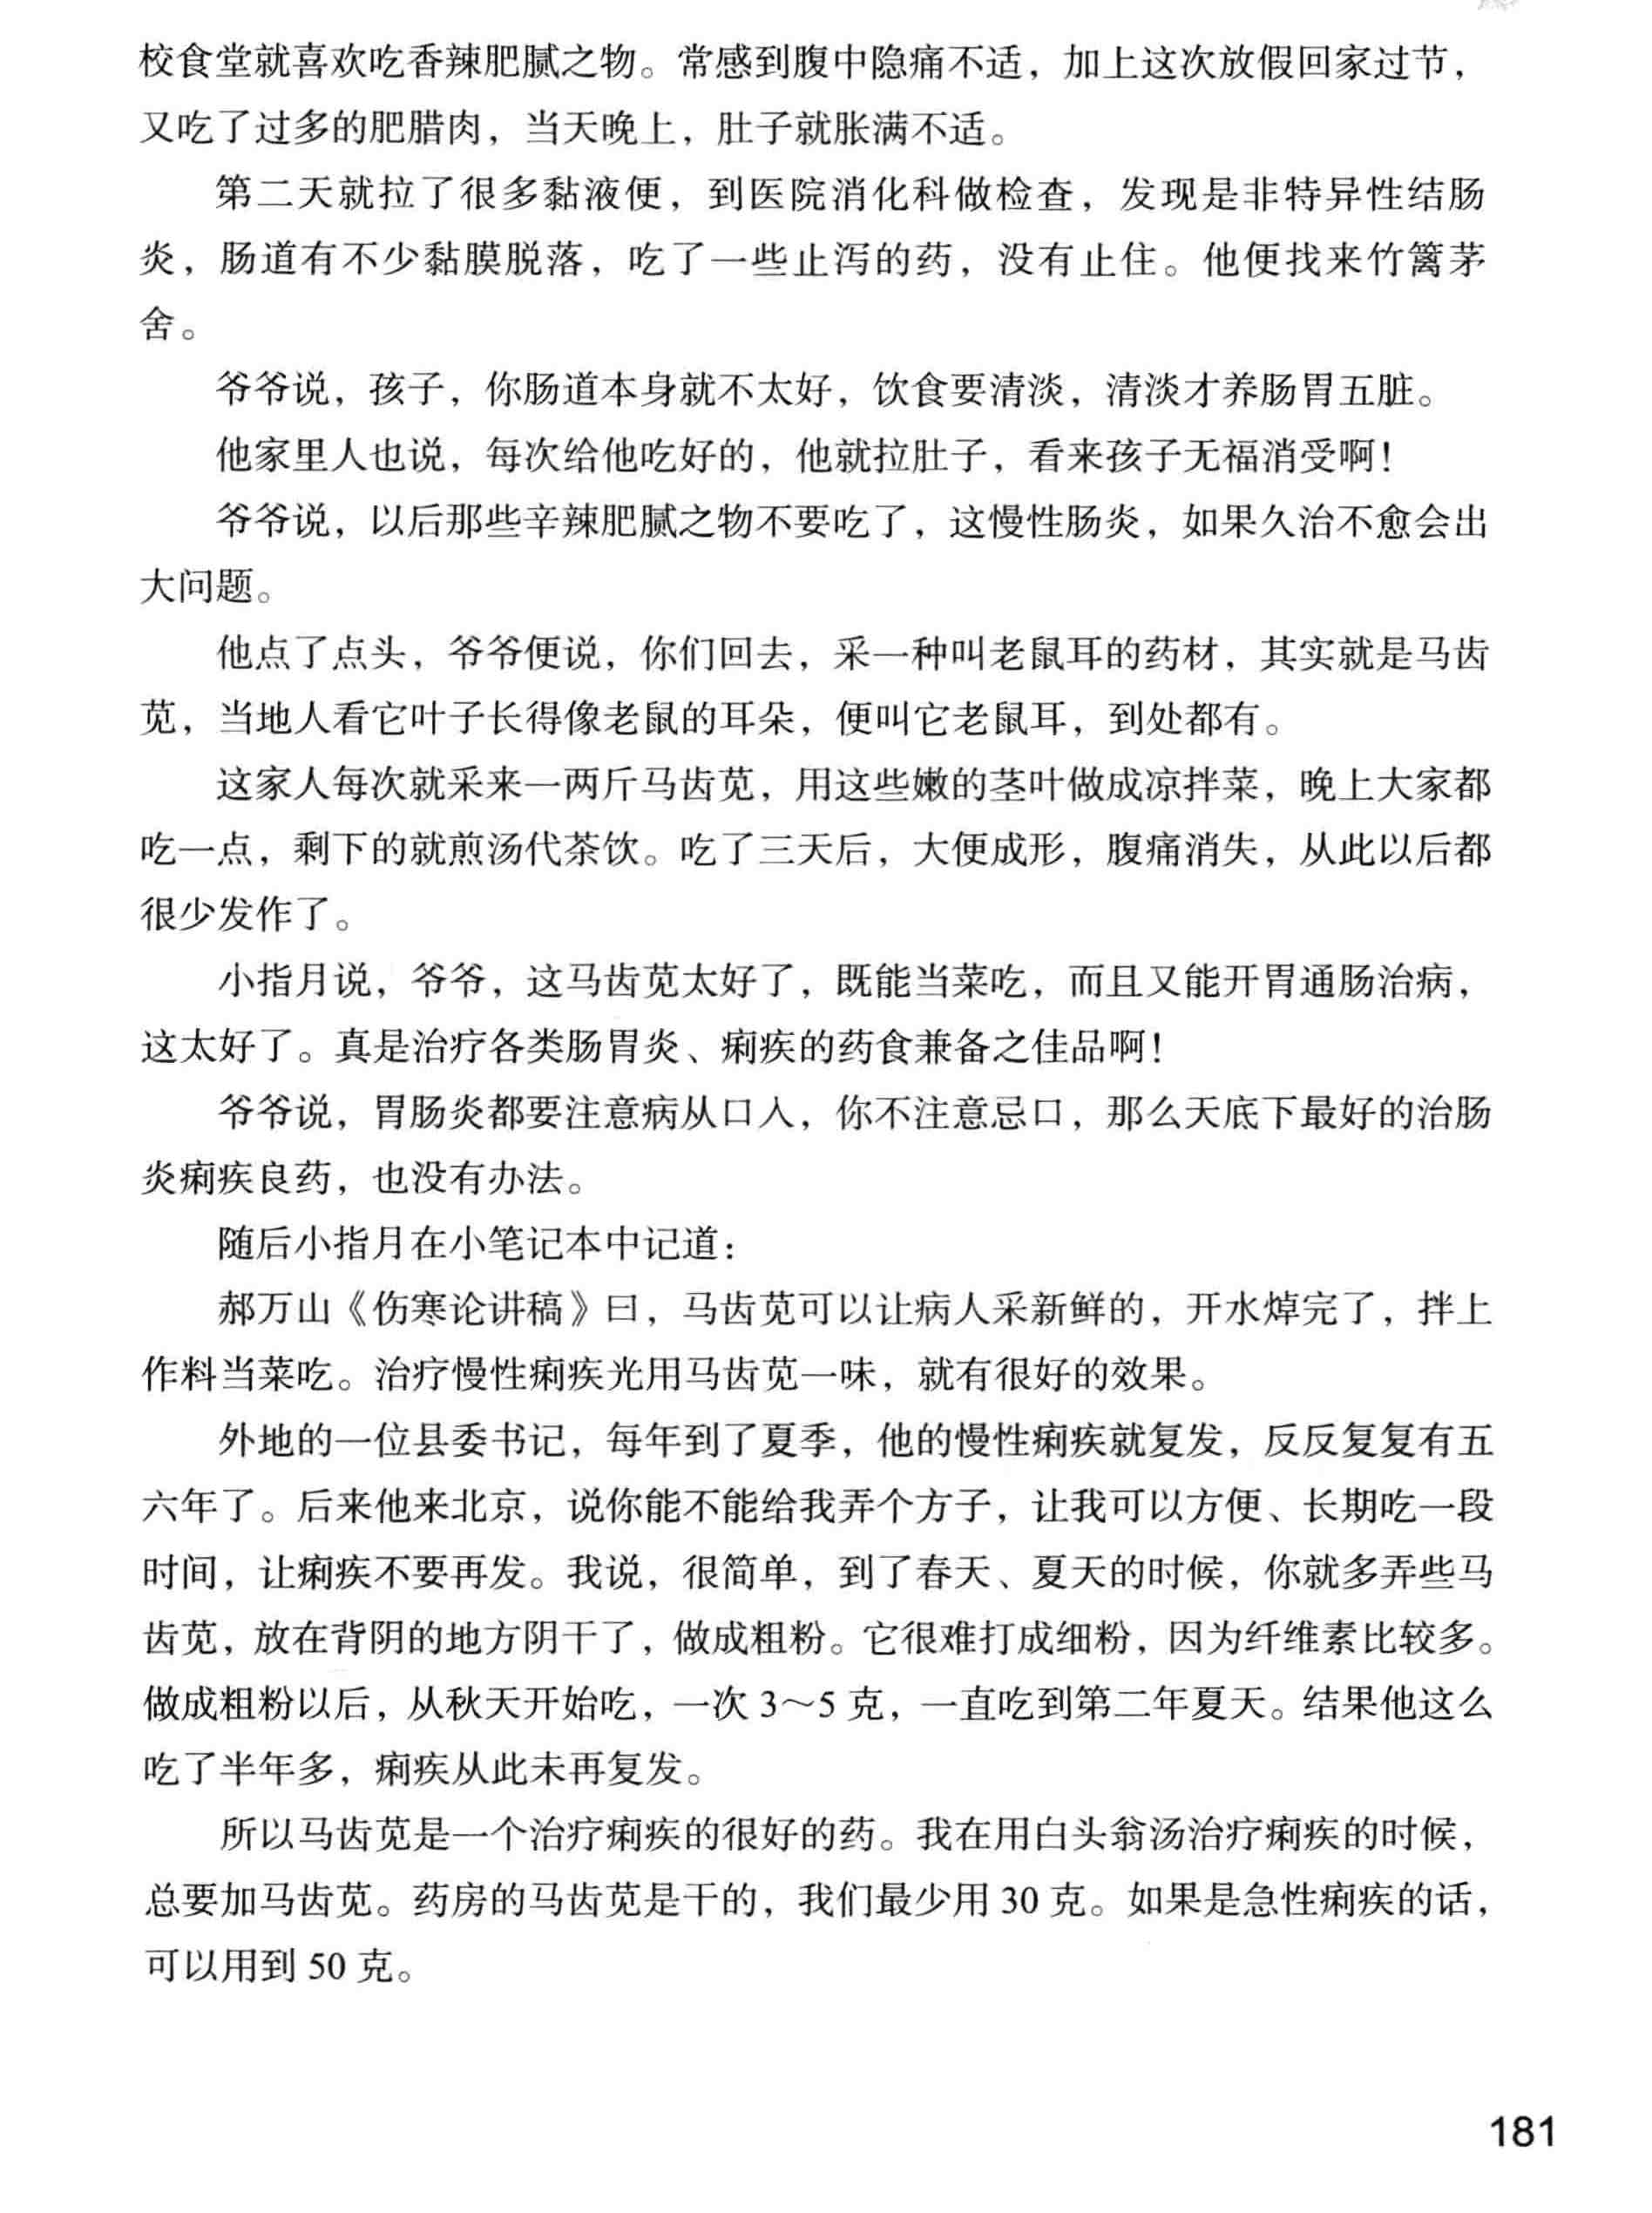 校食堂就喜欢吃香辣肥腻之物。常感到腹中隐痛不适，加上这次放假回家过节，
又吃了过多的肥腊肉，当天晚上，肚子就胀满不适。
第二天就拉了很多黏液便，到医院消化科做检查，发现是非特异性结肠
炎，肠道有不少黏膜脱落，吃了一些止泻的药，没有止住。他便找来竹篱茅
舍。
爷爷说，孩子，你肠道本身就不太好，饮食要清淡，清淡才养肠胃五脏。
他家里人也说，每次给他吃好的，他就拉肚子，看来孩子无福消受啊！
爷爷说，以后那些辛辣肥腻之物不要吃了，这慢性肠炎，如果久治不愈会出
大问题。
他点了点头，爷爷便说，你们回去，采一种叫老鼠耳的药材，其实就是马齿
苋，当地人看它叶子长得像老鼠的耳朵，便叫它老鼠耳，到处都有。
这家人每次就采来一两斤马齿苋，用这些嫩的茎叶做成凉拌菜，晚上大家都
吃一点，剩下的就煎汤代茶饮。吃了三天后，大便成形，腹痛消失，从此以后都
很少发作了。
小指月说，爷爷，这马齿苋太好了，既能当菜吃，而且又能开胃通肠治病，
这太好了。真是治疗各类肠胃炎、痢疾的药食兼备之佳品啊！
爷爷说，胃肠炎都要注意病从口入，你不注意忌口，那么天底下最好的治肠
炎痢疾良药，也没有办法。
随后小指月在小笔记本中记道：
郝万山《伤寒论讲稿》曰，马齿苋可以让病人采新鲜的，开水焯完了，拌上
作料当菜吃。治疗慢性痢疾光用马齿苋一味，就有很好的效果。
外地的一位县委书记，每年到了夏季，他的慢性痢疾就复发，反反复复有五
六年了。后来他来北京，说你能不能给我弄个方子，让我可以方便、长期吃一段
时间，让痢疾不要再发。我说，很简单，到了春天、夏天的时候，你就多弄些马
齿苋，放在背阴的地方阴干了，做成粗粉。它很难打成细粉，因为纤维素比较多。
做成粗粉以后，从秋天开始吃，一次 3～5 克，一直吃到第二年夏天。结果他这么
吃了半年多，痢疾从此未再复发。
所以马齿苋是一个治疗痢疾的很好的药。我在用白头翁汤治疗痢疾的时候，
总要加马齿苋。药房的马齿苋是干的，我们最少用 30 克。如果是急性痢疾的话，
可以用到 50 克。
181